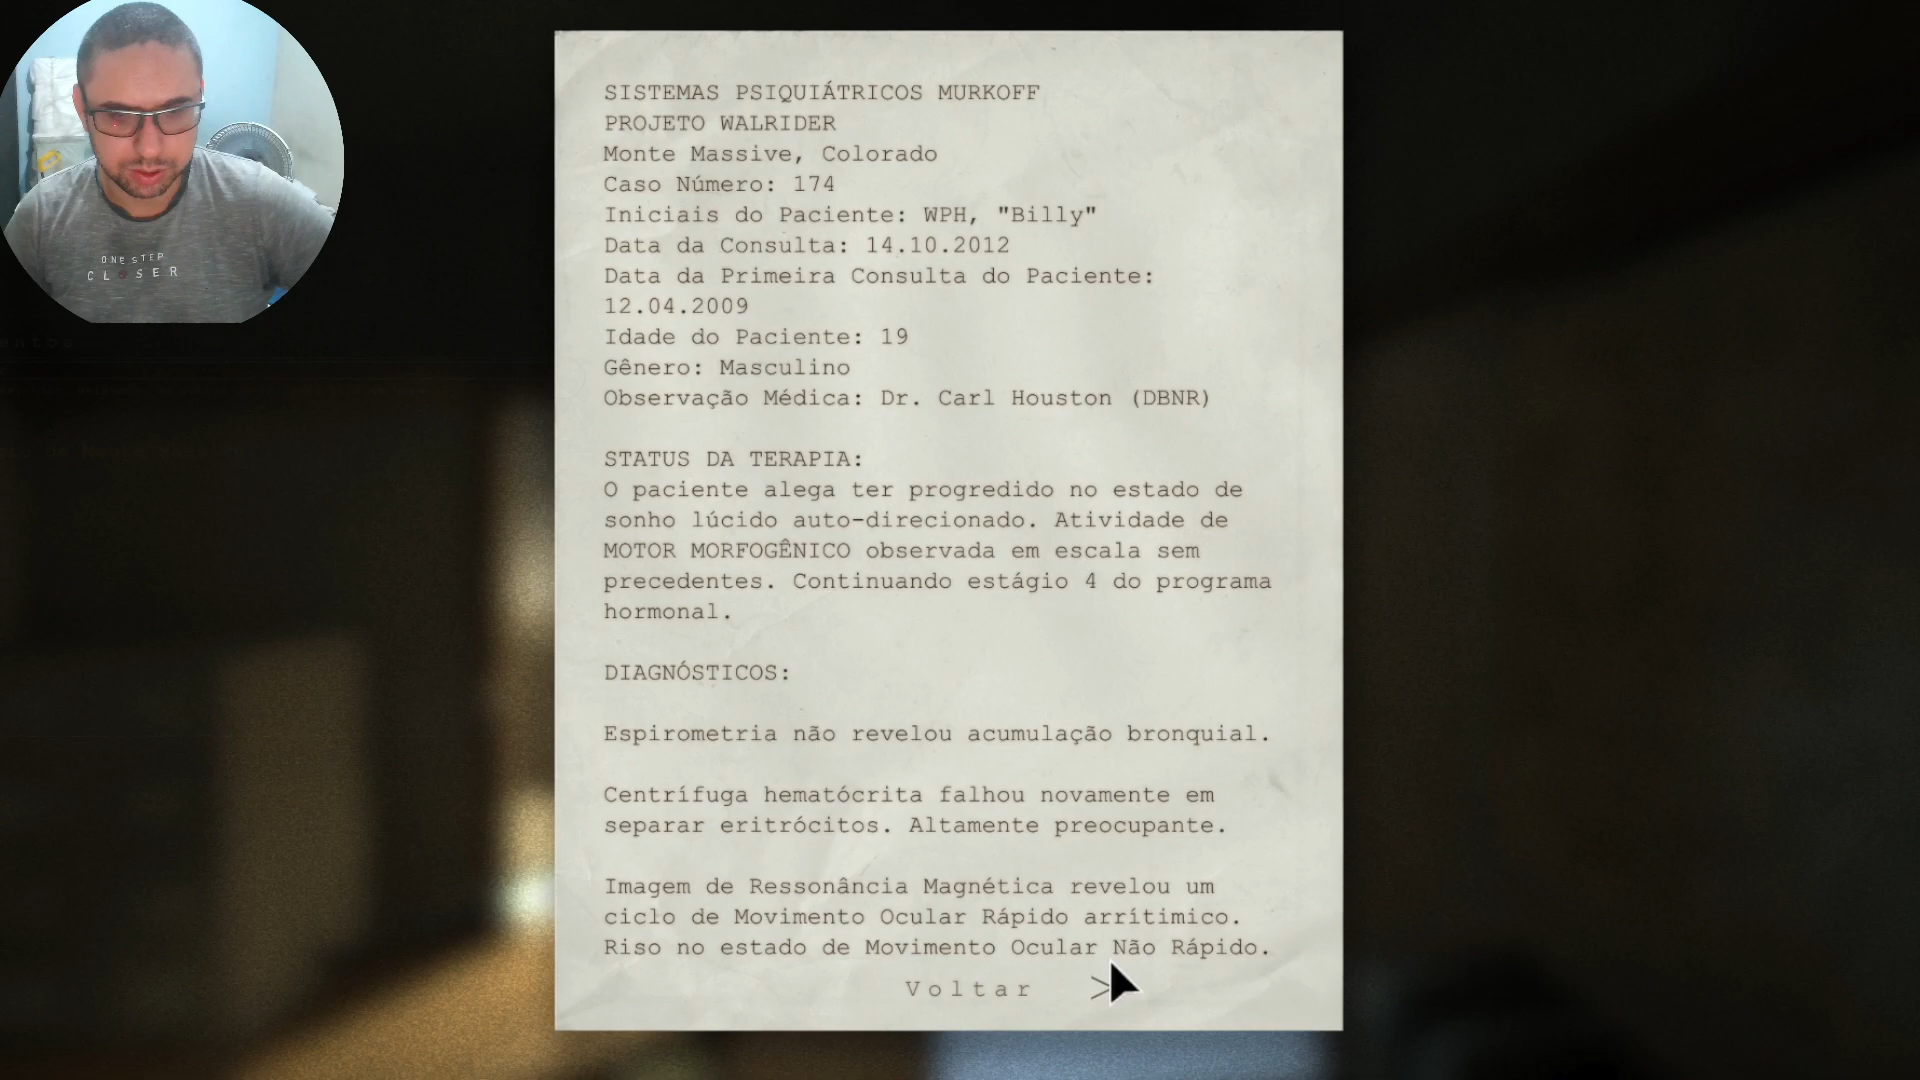 ONE STEP
CLOSER
SISTEMAS PSIQUIÁTRICOS MURKOFF
PROJETO WALRIDER
Monte Massive, Colorado
Caso Número: 174
Iniciais do Paciente: WPH, "Billy"
Data da Consulta: 14.10.2012
Data da Primeira Consulta do Paciente:
12.04.2009
Idade do Paciente: 19
Gênero: Masculino
Observação Médica: Dr. Carl Houston (DBNR)
STATUS DA TERAPIA:
O paciente alega ter progredido no estado de
sonho lúcido auto-direcionado. Atividade de
MOTOR MORFOGÊNICO observada em escala sem
precedentes. Continuando estágio 4 do programa
hormonal.
DIAGNÓSTICOS:
Espirometria não revelou acumulação bronquial.
Centrífuga hematócrita falhou novamente em
separar eritrócitos. Altamente preocupante.
Imagem de Ressonância Magnética revelou um
ciclo de Movimento Ocular Rápido arrítimico.
Riso no estado de Movimento Ocular Não Rápido.
Voltar >